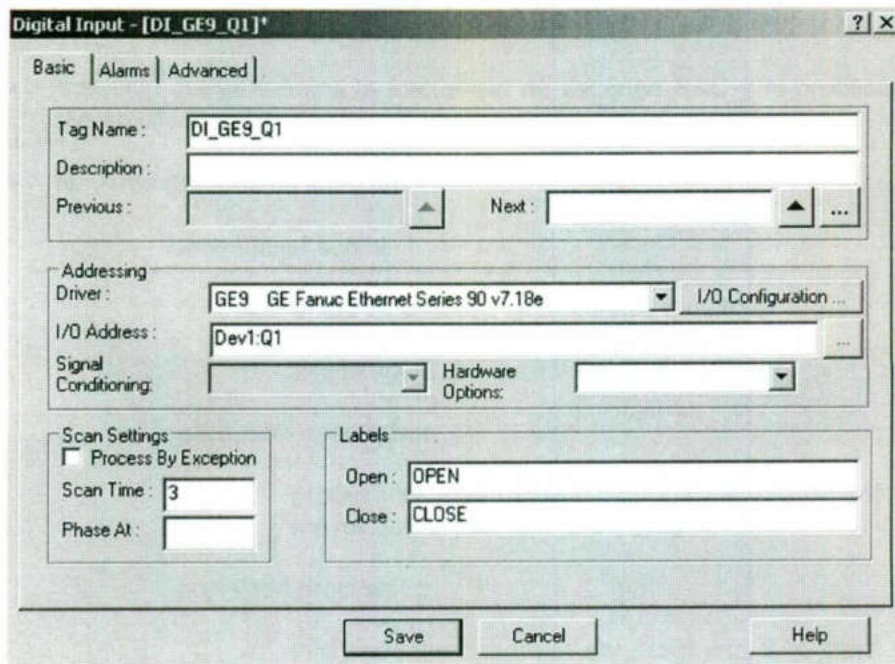 Digital Input - [DI_GE9_Q1]*
Basic Alarms Advanced
Tag Name : DI_GE9_Q1
Description :
Previous : Next : ...
Addressing
Driver : GE9 GE Fanuc Ethernet Series 90 v7.18e I/O Configuration ...
I/O Address : Dev1:Q1 ...
Signal Conditioning: Hardware Options:
Scan Settings
Process By Exception
Scan Time : 3
Phase At :
Labels
Open : OPEN
Close : CLOSE
Save Cancel Help